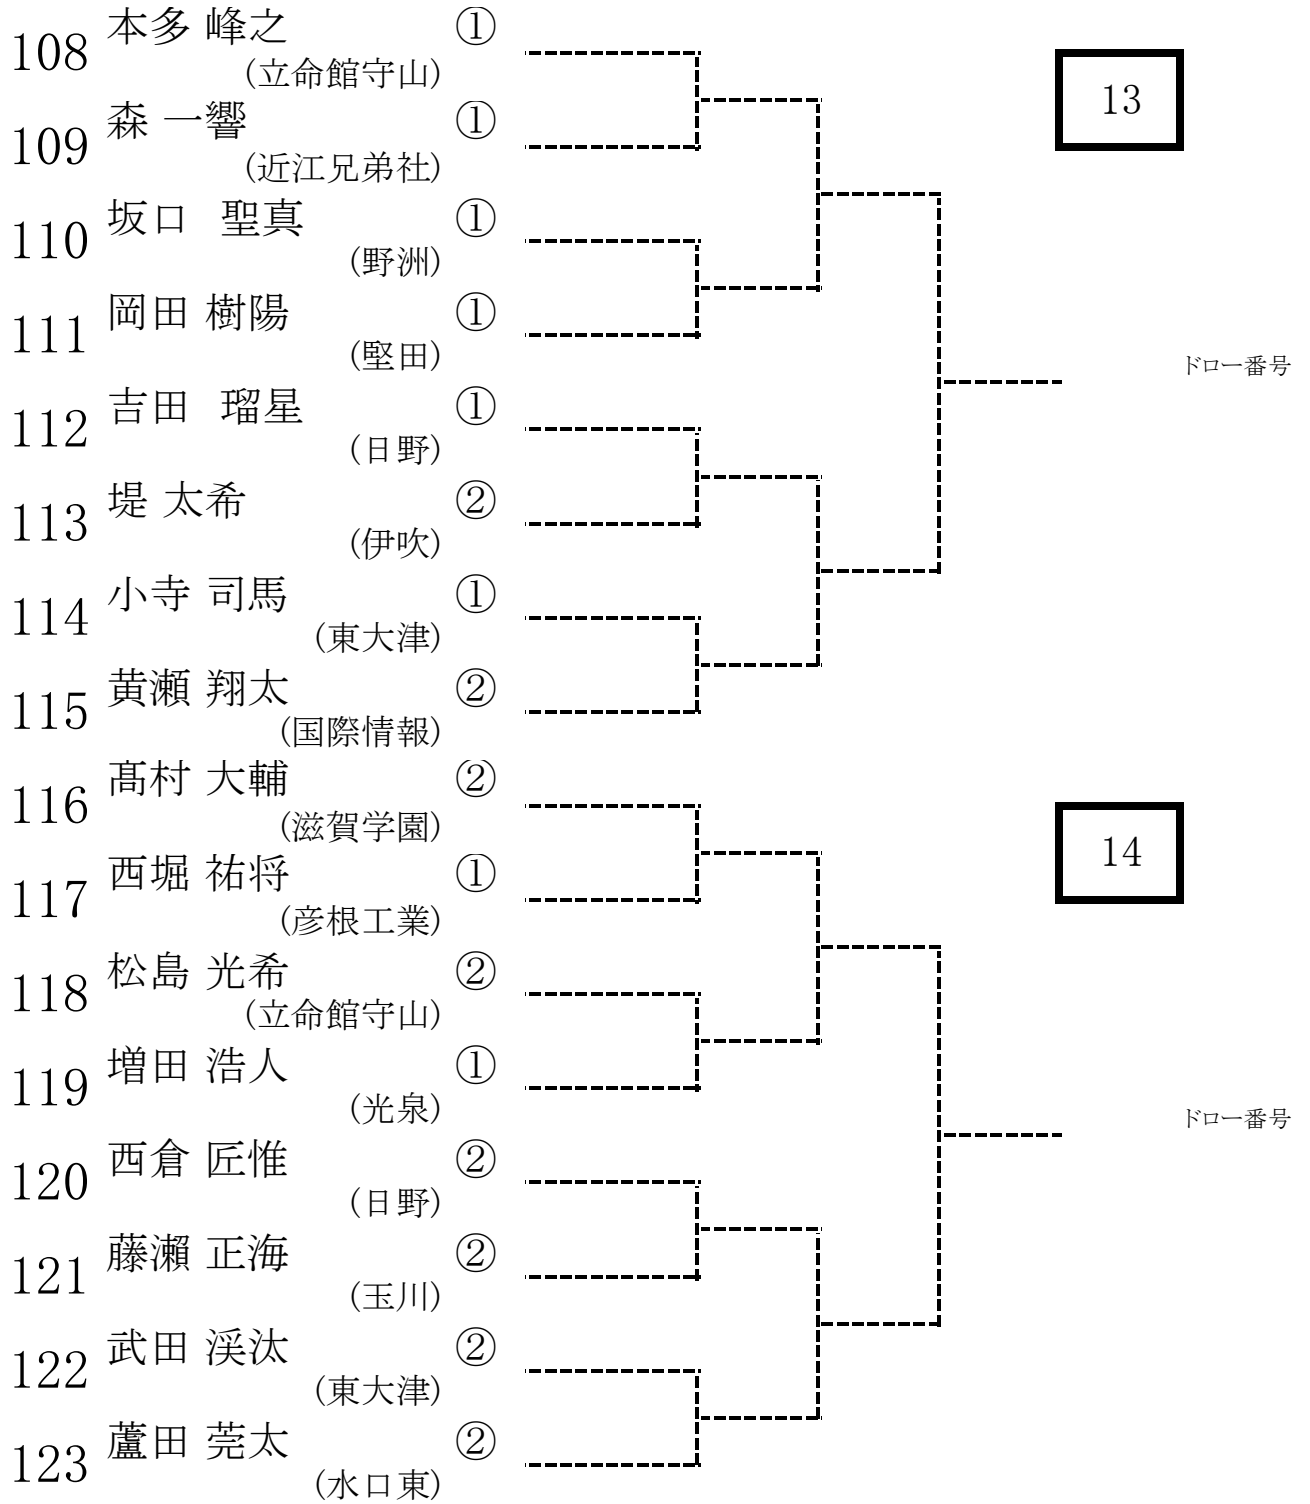 108 本多 峰之 ①
(立命館守山)
13
109 森 一響 ①
(近江兄弟社)
110 坂口 聖真 ①
(野洲)
111 岡田 樹陽 ①
(堅田)
ドロー番号
112 吉田 瑠星 ①
(日野)
113 堤 太希 ②
(伊吹)
114 小寺 司馬 ①
(東大津)
115 黄瀬 翔太 ②
(国際情報)
116 髙村 大輔 ②
(滋賀学園)
14
117 西堀 祐将 ①
(彦根工業)
118 松島 光希 ②
(立命館守山)
119 増田 浩人 ①
(光泉)
ドロー番号
120 西倉 匠惟 ②
(日野)
121 藤瀨 正海 ②
(玉川)
122 武田 渓汰 ②
(東大津)
123 蘆田 莞太 ②
(水口東)